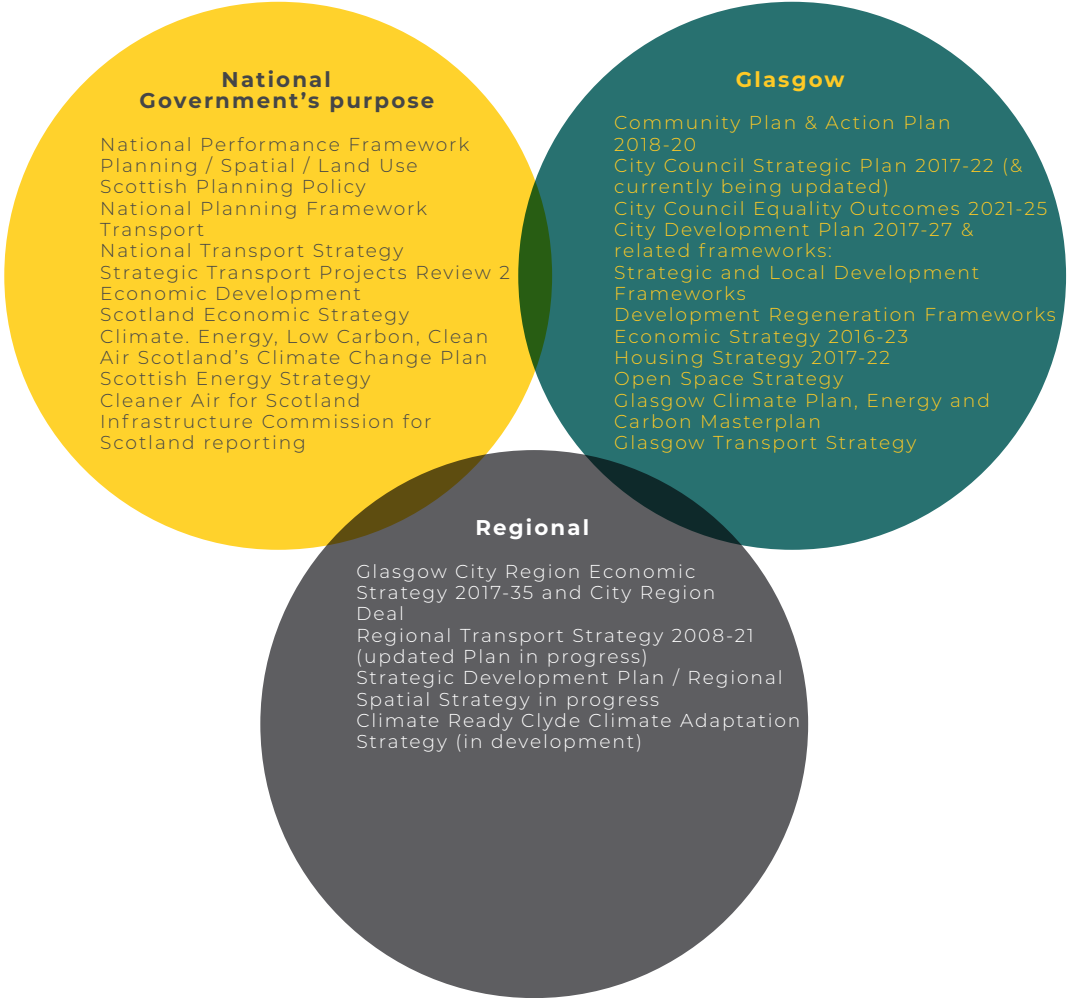 National
Government's purpose
National Performance Framework
Planning / Spatial / Land Use
Scottish Planning Policy
National Planning Framework
Transport
National Transport Strategy
Strategic Transport Projects Review 2
Economic Development
Scotland Economic Strategy
Climate. Energy, Low Carbon, Clean
Air Scotland's Climate Change Plan
Scottish Energy Strategy
Cleaner Air for Scotland
Infrastructure Commission for
Scotland reporting
Glasgow
Community Plan & Action Plan
2018-20
City Council Strategic Plan 2017-22 (&
currently being updated)
City Council Equality Outcomes 2021-25
City Development Plan 2017-27 &
related frameworks:
Strategic and Local Development
Frameworks
Development Regeneration Frameworks
Economic Strategy 2016-23
Housing Strategy 2017-22
Open Space Strategy
Glasgow Climate Plan, Energy and
Carbon Masterplan
Glasgow Transport Strategy
Regional
Glasgow City Region Economic
Strategy 2017-35 and City Region
Deal
Regional Transport Strategy 2008-21
(updated Plan in progress)
Strategic Development Plan / Regional
Spatial Strategy in progress
Climate Ready Clyde Climate Adaptation
Strategy (in development)